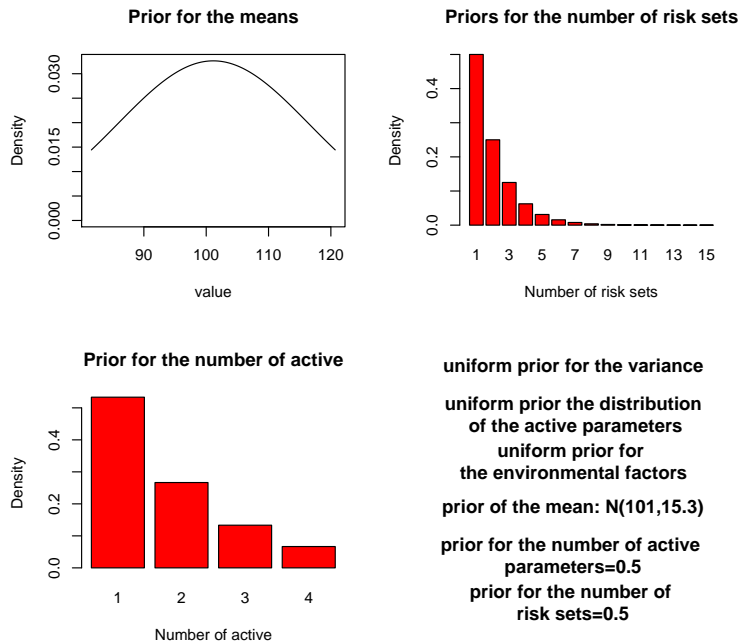 Prior for the means
Density
0.000
0.015
0.030
90
100
110
120
value
Priors for the number of risk sets
Density
0.0
0.2
0.4
1
3
5
7
9
11
13
15
Number of risk sets
Prior for the number of active
Density
0.0
0.2
0.4
1
2
3
4
Number of active
uniform prior for the variance
uniform prior the distribution
of the active parameters
uniform prior for
the environmental factors
prior of the mean: N(101,15.3)
prior for the number of active
parameters=0.5
prior for the number of
risk sets=0.5